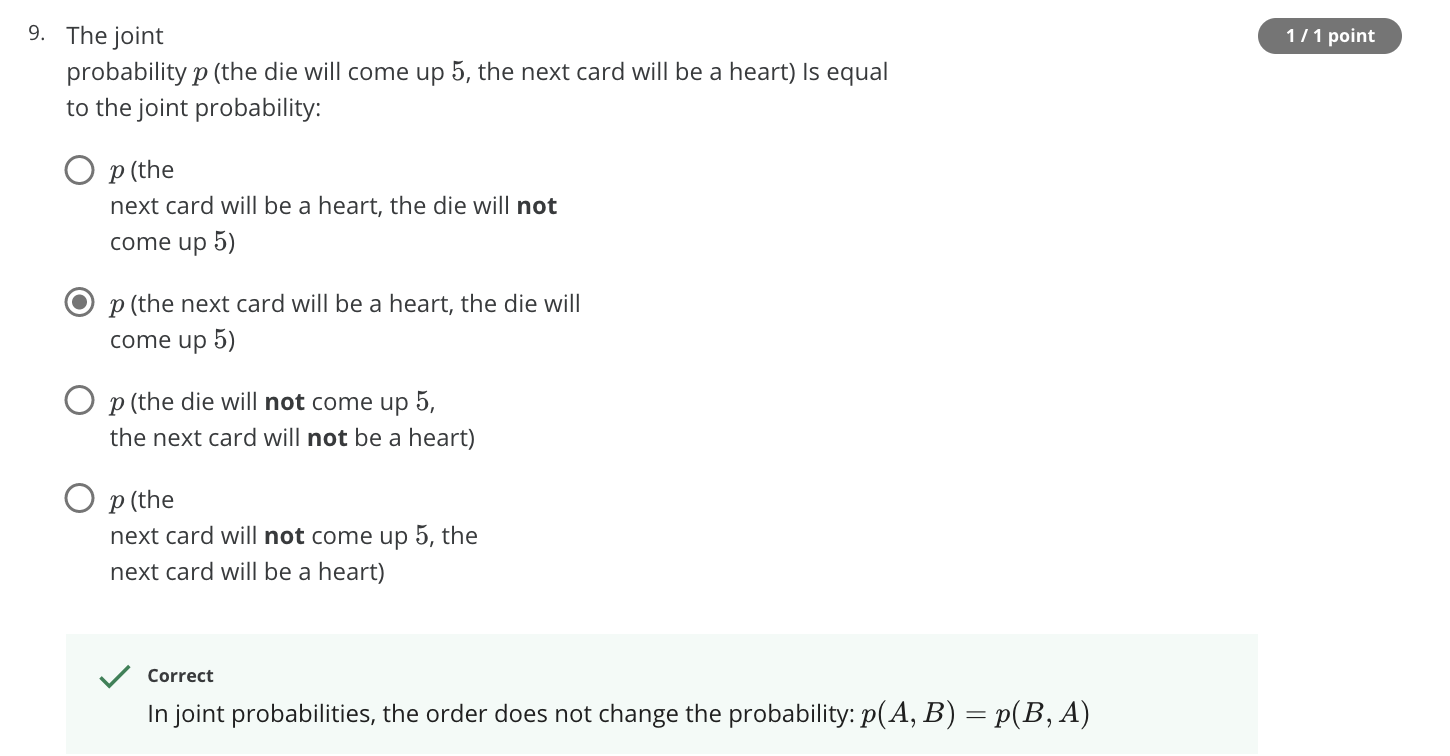 9. The joint 1 / 1 point
probability p (the die will come up 5, the next card will be a heart) Is equal
to the joint probability:
p (the
next card will be a heart, the die will not
come up 5)
p (the next card will be a heart, the die will
come up 5)
p (the die will not come up 5,
the next card will not be a heart)
p (the
next card will not come up 5, the
next card will be a heart)
Correct
In joint probabilities, the order does not change the probability: p(A, B) = p(B, A)